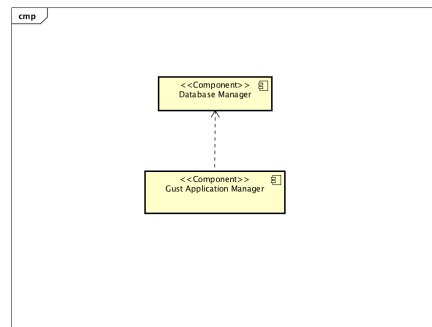 cmp
<<Component>>
Database Manager
<<Component>>
Gust Application Manager